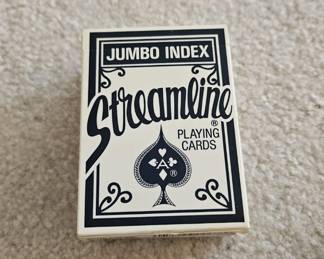 JUMBO INDEX
Streamline®
PLAYING
CARDS
A®